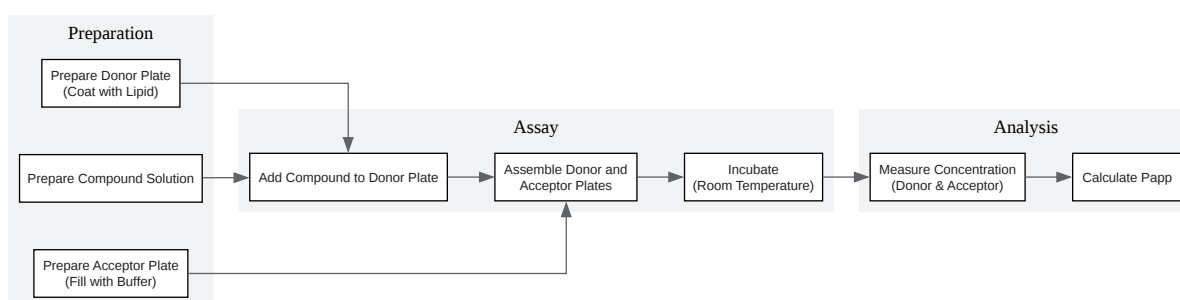 Preparation
Prepare Donor Plate
(Coat with Lipid)
Prepare Compound Solution
Prepare Acceptor Plate
(Fill with Buffer)
Assay
Add Compound to Donor Plate
Assemble Donor and
Acceptor Plates
Incubate
(Room Temperature)
Analysis
Measure Concentration
(Donor & Acceptor)
Calculate Papp